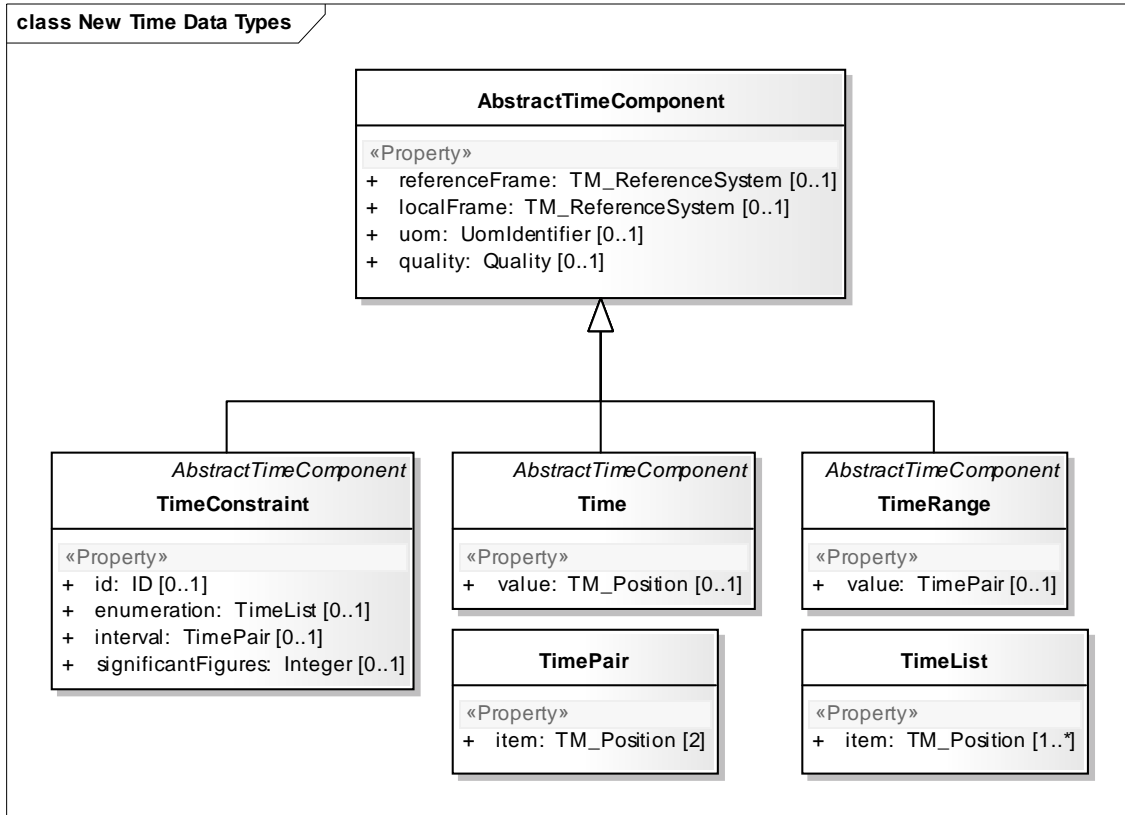 class New Time Data Types
AbstractTimeComponent
«Property»
+ referenceFrame: TM_ReferenceSystem [0..1]
+ localFrame: TM_ReferenceSystem [0..1]
+ uom: UomIdentifier [0..1]
+ quality: Quality [0..1]
AbstractTimeComponent
TimeConstraint
«Property»
+ id: ID [0..1]
+ enumeration: TimeList [0..1]
+ interval: TimePair [0..1]
+ significantFigures: Integer [0..1]
AbstractTimeComponent
Time
«Property»
+ value: TM_Position [0..1]
AbstractTimeComponent
TimeRange
«Property»
+ value: TimePair [0..1]
TimePair
«Property»
+ item: TM_Position [2]
TimeList
«Property»
+ item: TM_Position [1..*]